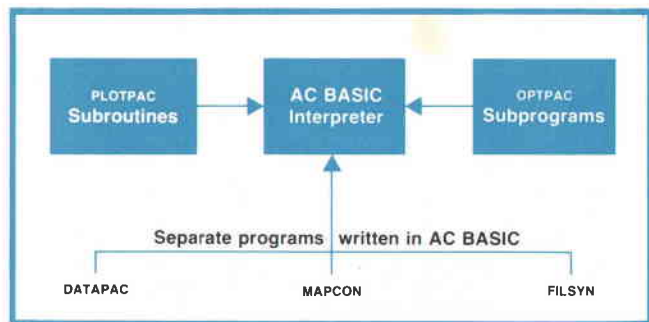 PLOTPAC
Subroutines
AC BASIC
Interpreter
OPTPAC
Subprograms
Separate programs written in AC BASIC
DATAPAC
MAPCON
FILSYN